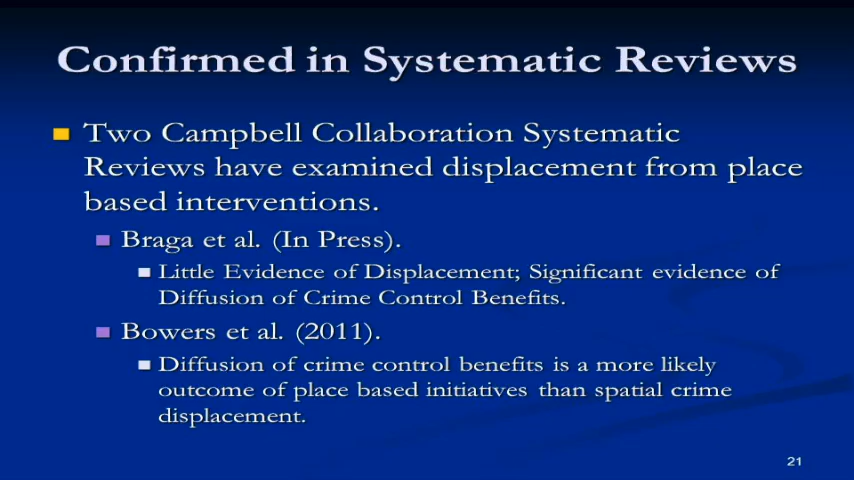 Confirmed in Systematic Reviews
Two Campbell Collaboration Systematic
Reviews have examined displacement from place
based interventions.
Braga et al. (In Press).
Little Evidence of Displacement; Significant evidence of
Diffusion of Crime Control Benefits.
Bowers et al. (2011).
Diffusion of crime control benefits is a more likely
outcome of place based initiatives than spatial crime
displacement.
21